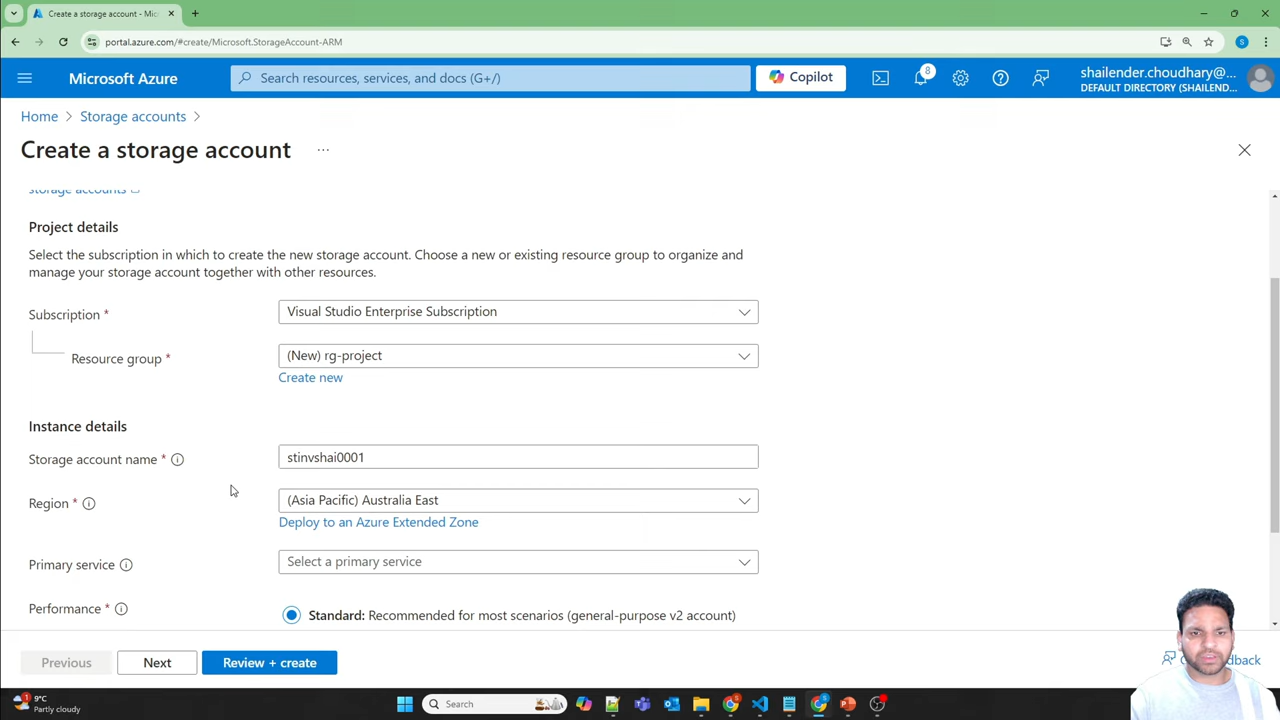 Create a storage account - Mic
portal.azure.com/#create/Microsoft.StorageAccount-ARM
Microsoft Azure
Search resources, services, and docs (G+/)
Copilot
8
shailender.choudhary@...
DEFAULT DIRECTORY (SHAILEND...
Home > Storage accounts >
Create a storage account ...
storage accounts
Project details
Select the subscription in which to create the new storage account. Choose a new or existing resource group to organize and
manage your storage account together with other resources.
Subscription *
Visual Studio Enterprise Subscription
Resource group *
(New) rg-project
Create new
Instance details
Storage account name *
stinvshai0001
Region *
(Asia Pacific) Australia East
Deploy to an Azure Extended Zone
Primary service
Select a primary service
Performance *
Standard: Recommended for most scenarios (general-purpose v2 account)
Previous
Next
Review + create
1
9°C
Partly cloudy
Search